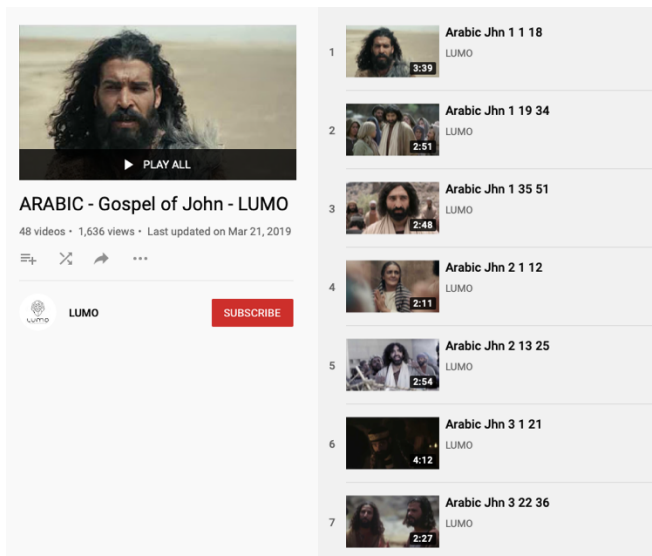 PLAY ALL
ARABIC - Gospel of John - LUMO
48 videos • 1,636 views • Last updated on Mar 21, 2019
LUMO
LUMO
SUBSCRIBE
1
3:39
Arabic Jhn 1 1 18
LUMO
2
2:51
Arabic Jhn 1 19 34
LUMO
3
2:48
Arabic Jhn 1 35 51
LUMO
4
2:11
Arabic Jhn 2 1 12
LUMO
5
2:54
Arabic Jhn 2 13 25
LUMO
6
4:12
Arabic Jhn 3 1 21
LUMO
7
2:27
Arabic Jhn 3 22 36
LUMO